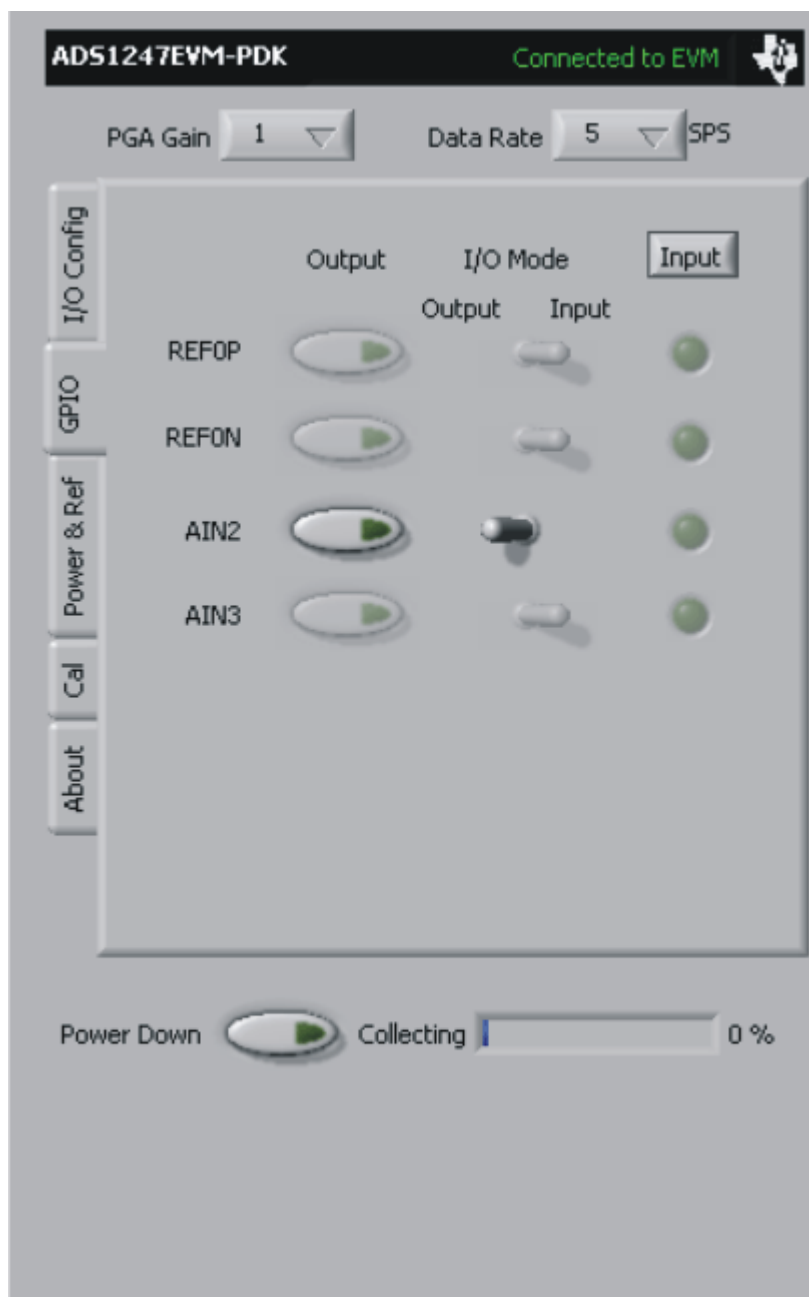 ADS1247EVM-PDK Connected to EVM
PGA Gain 1 Data Rate 5 SPS
I/O Config
GPIO
Power & Ref
Cal
About
Output I/O Mode Input
Output Input
REF0P
REF0N
AIN2
AIN3
Power Down Collecting 0 %